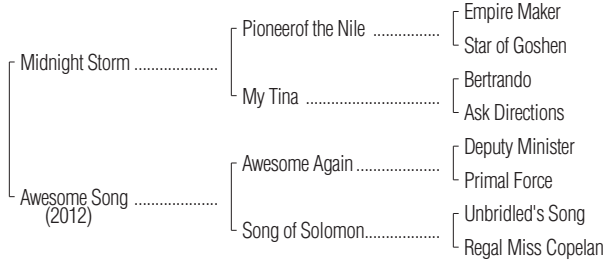 Empire Maker
Pioneerof the Nile ................
Star of Goshen
Midnight Storm ....................
Bertrando
My Tina ................................
Ask Directions
Deputy Minister
Awesome Again ....................
Primal Force
Awesome Song ....................
(2012)
Unbridled's Song
Song of Solomon..................
Regal Miss Copelan